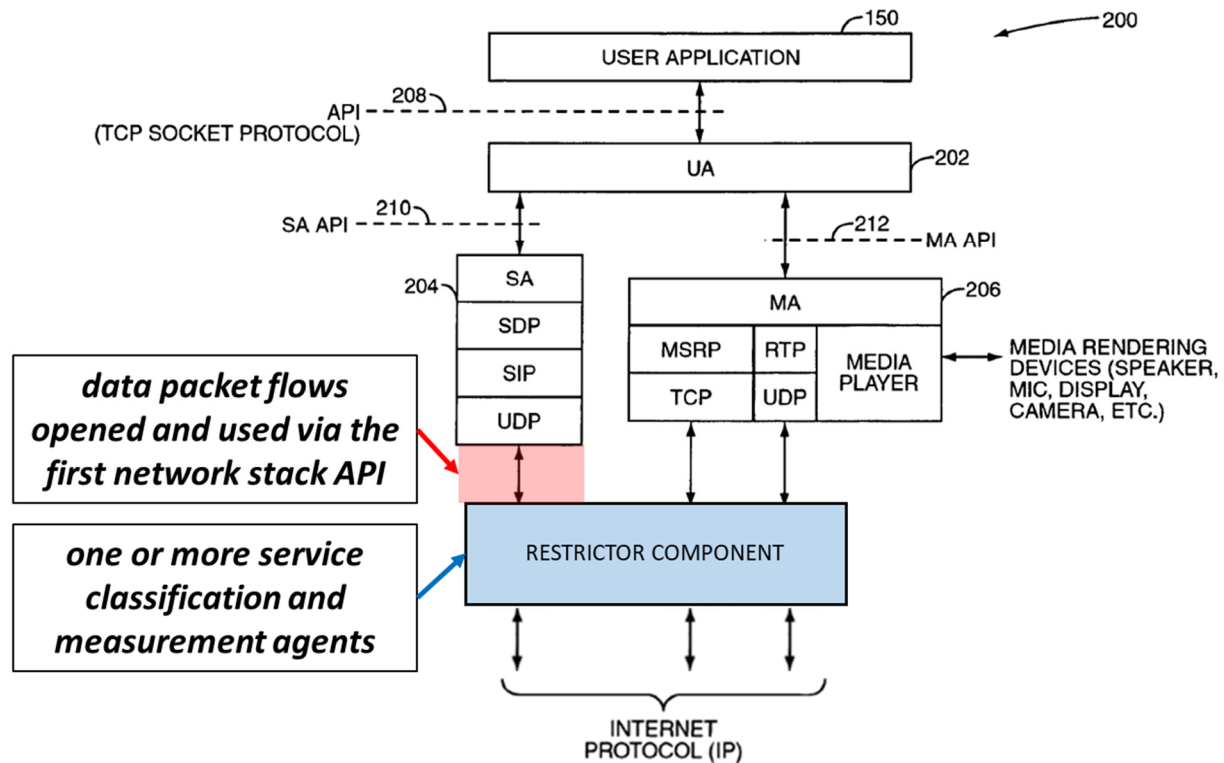 150
200
USER APPLICATION
208
API
(TCP SOCKET PROTOCOL)
UA
202
210
SA API
212
MA API
204
SA
SDP
SIP
UDP
206
MA
MSRP
RTP
TCP
UDP
MEDIA
PLAYER
MEDIA RENDERING
DEVICES (SPEAKER,
MIC, DISPLAY,
CAMERA, ETC.)
data packet flows
opened and used via the
first network stack API
one or more service
classification and
measurement agents
RESTRICTOR COMPONENT
INTERNET
PROTOCOL (IP)